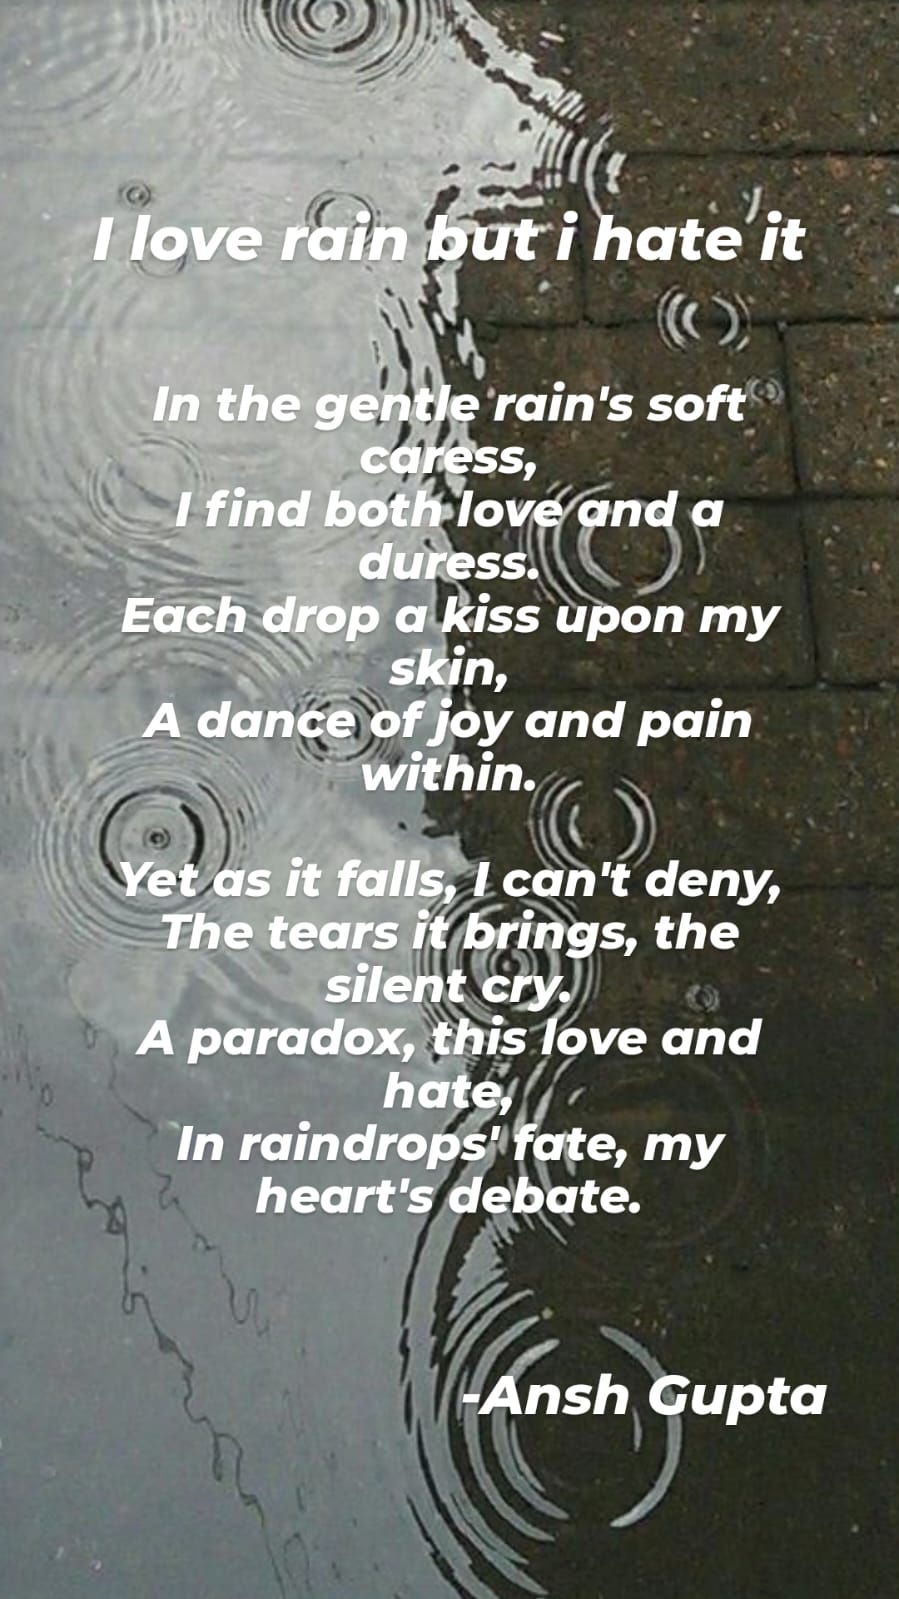 I love rain but i hate it
In the gentle rain's soft
caress,
I find both love and a
duress.
Each drop a kiss upon my
skin,
A dance of joy and pain
within.
Yet as it falls, I can't deny,
The tears it brings, the
silent cry.
A paradox, this love and
hate,
In raindrops' fate, my
heart's debate.
-Ansh Gupta